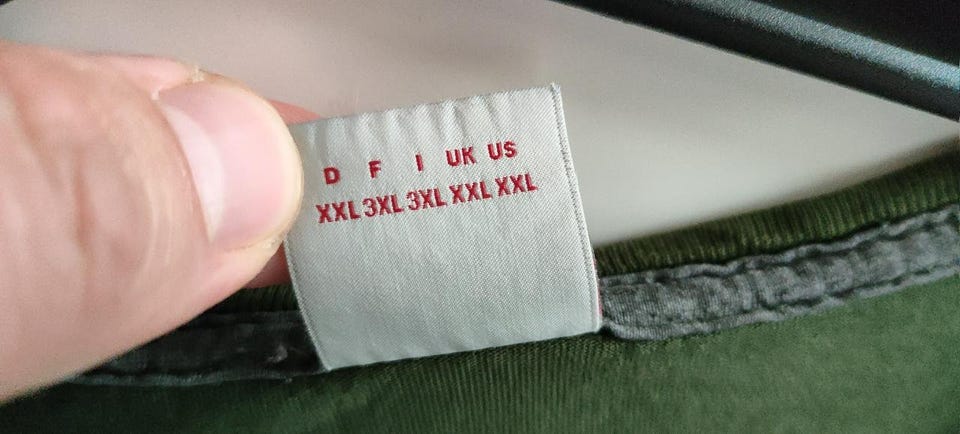 D F I UK US
XXL 3XL 3XL XXL XXL